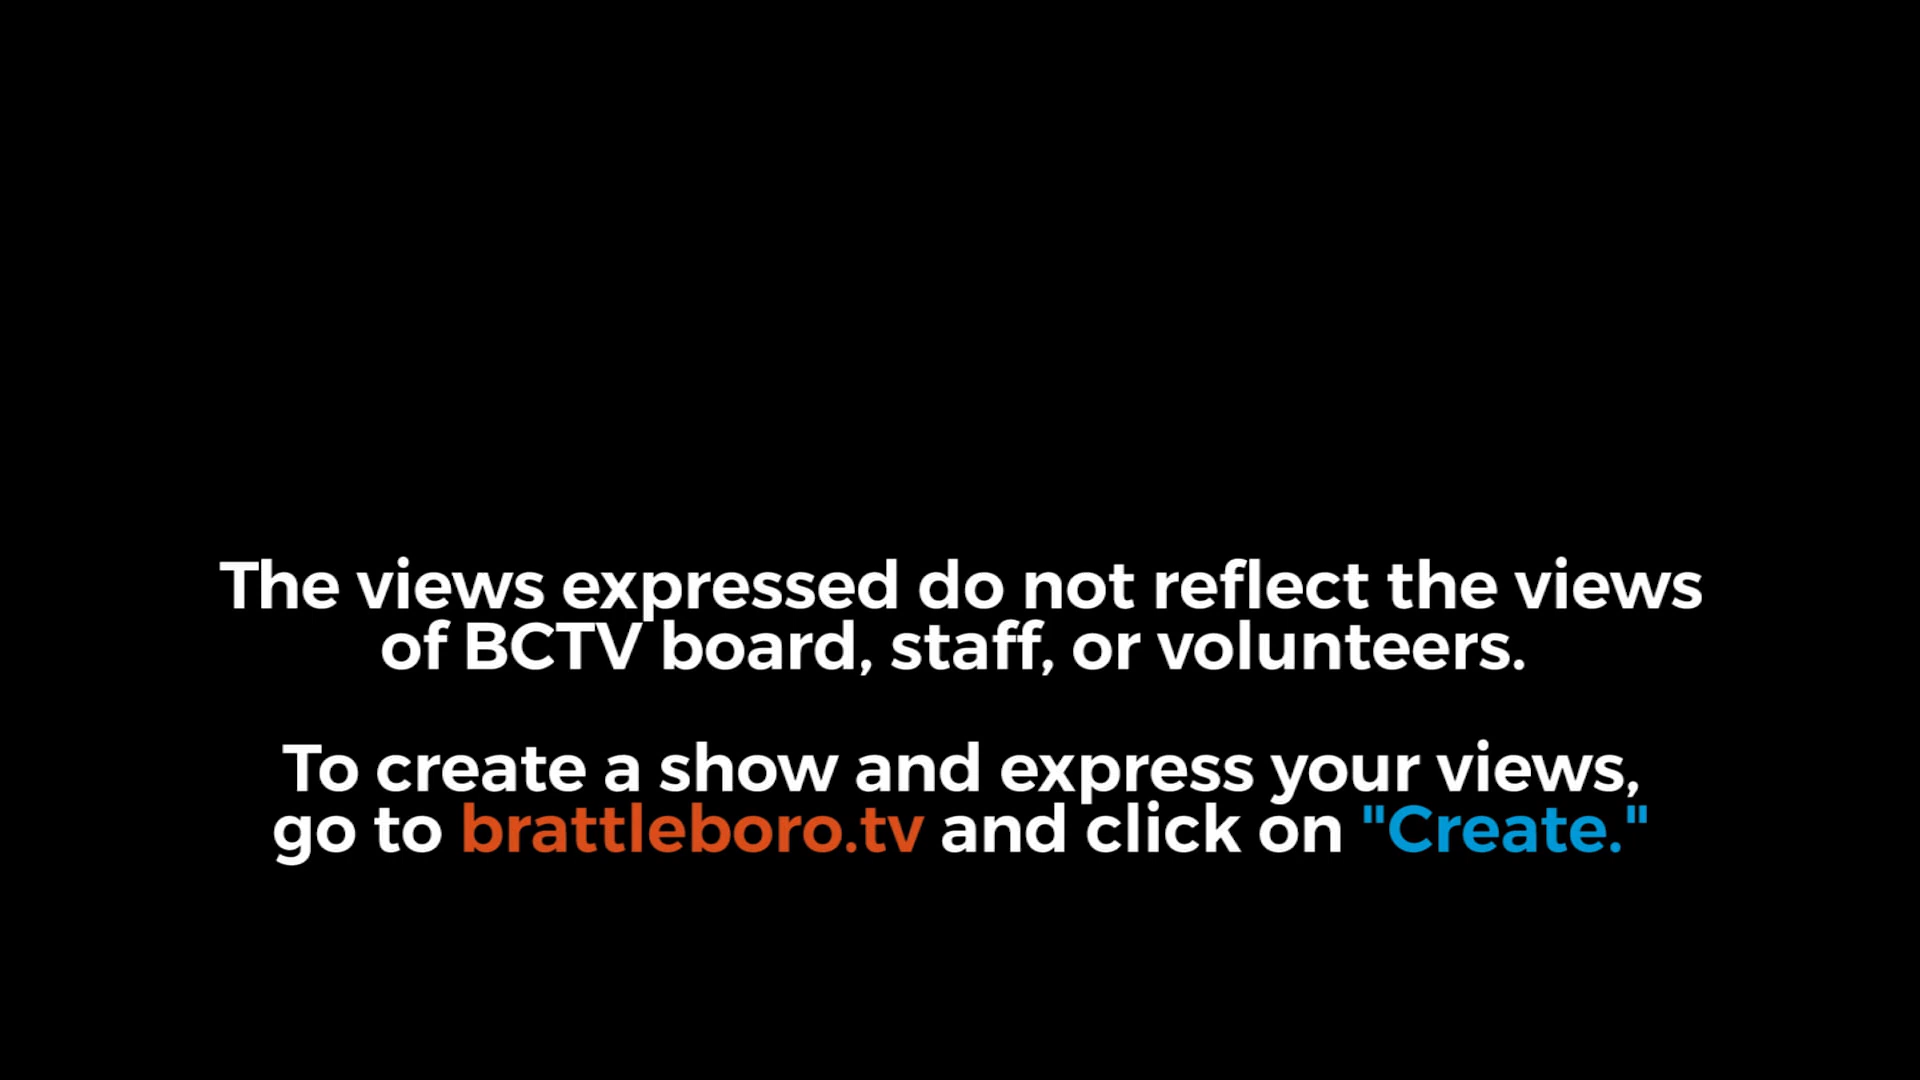 The views expressed do not reflect the views
of BCTV board, staff, or volunteers.
To create a show and express your views,
go to brattleboro.tv and click on "Create."